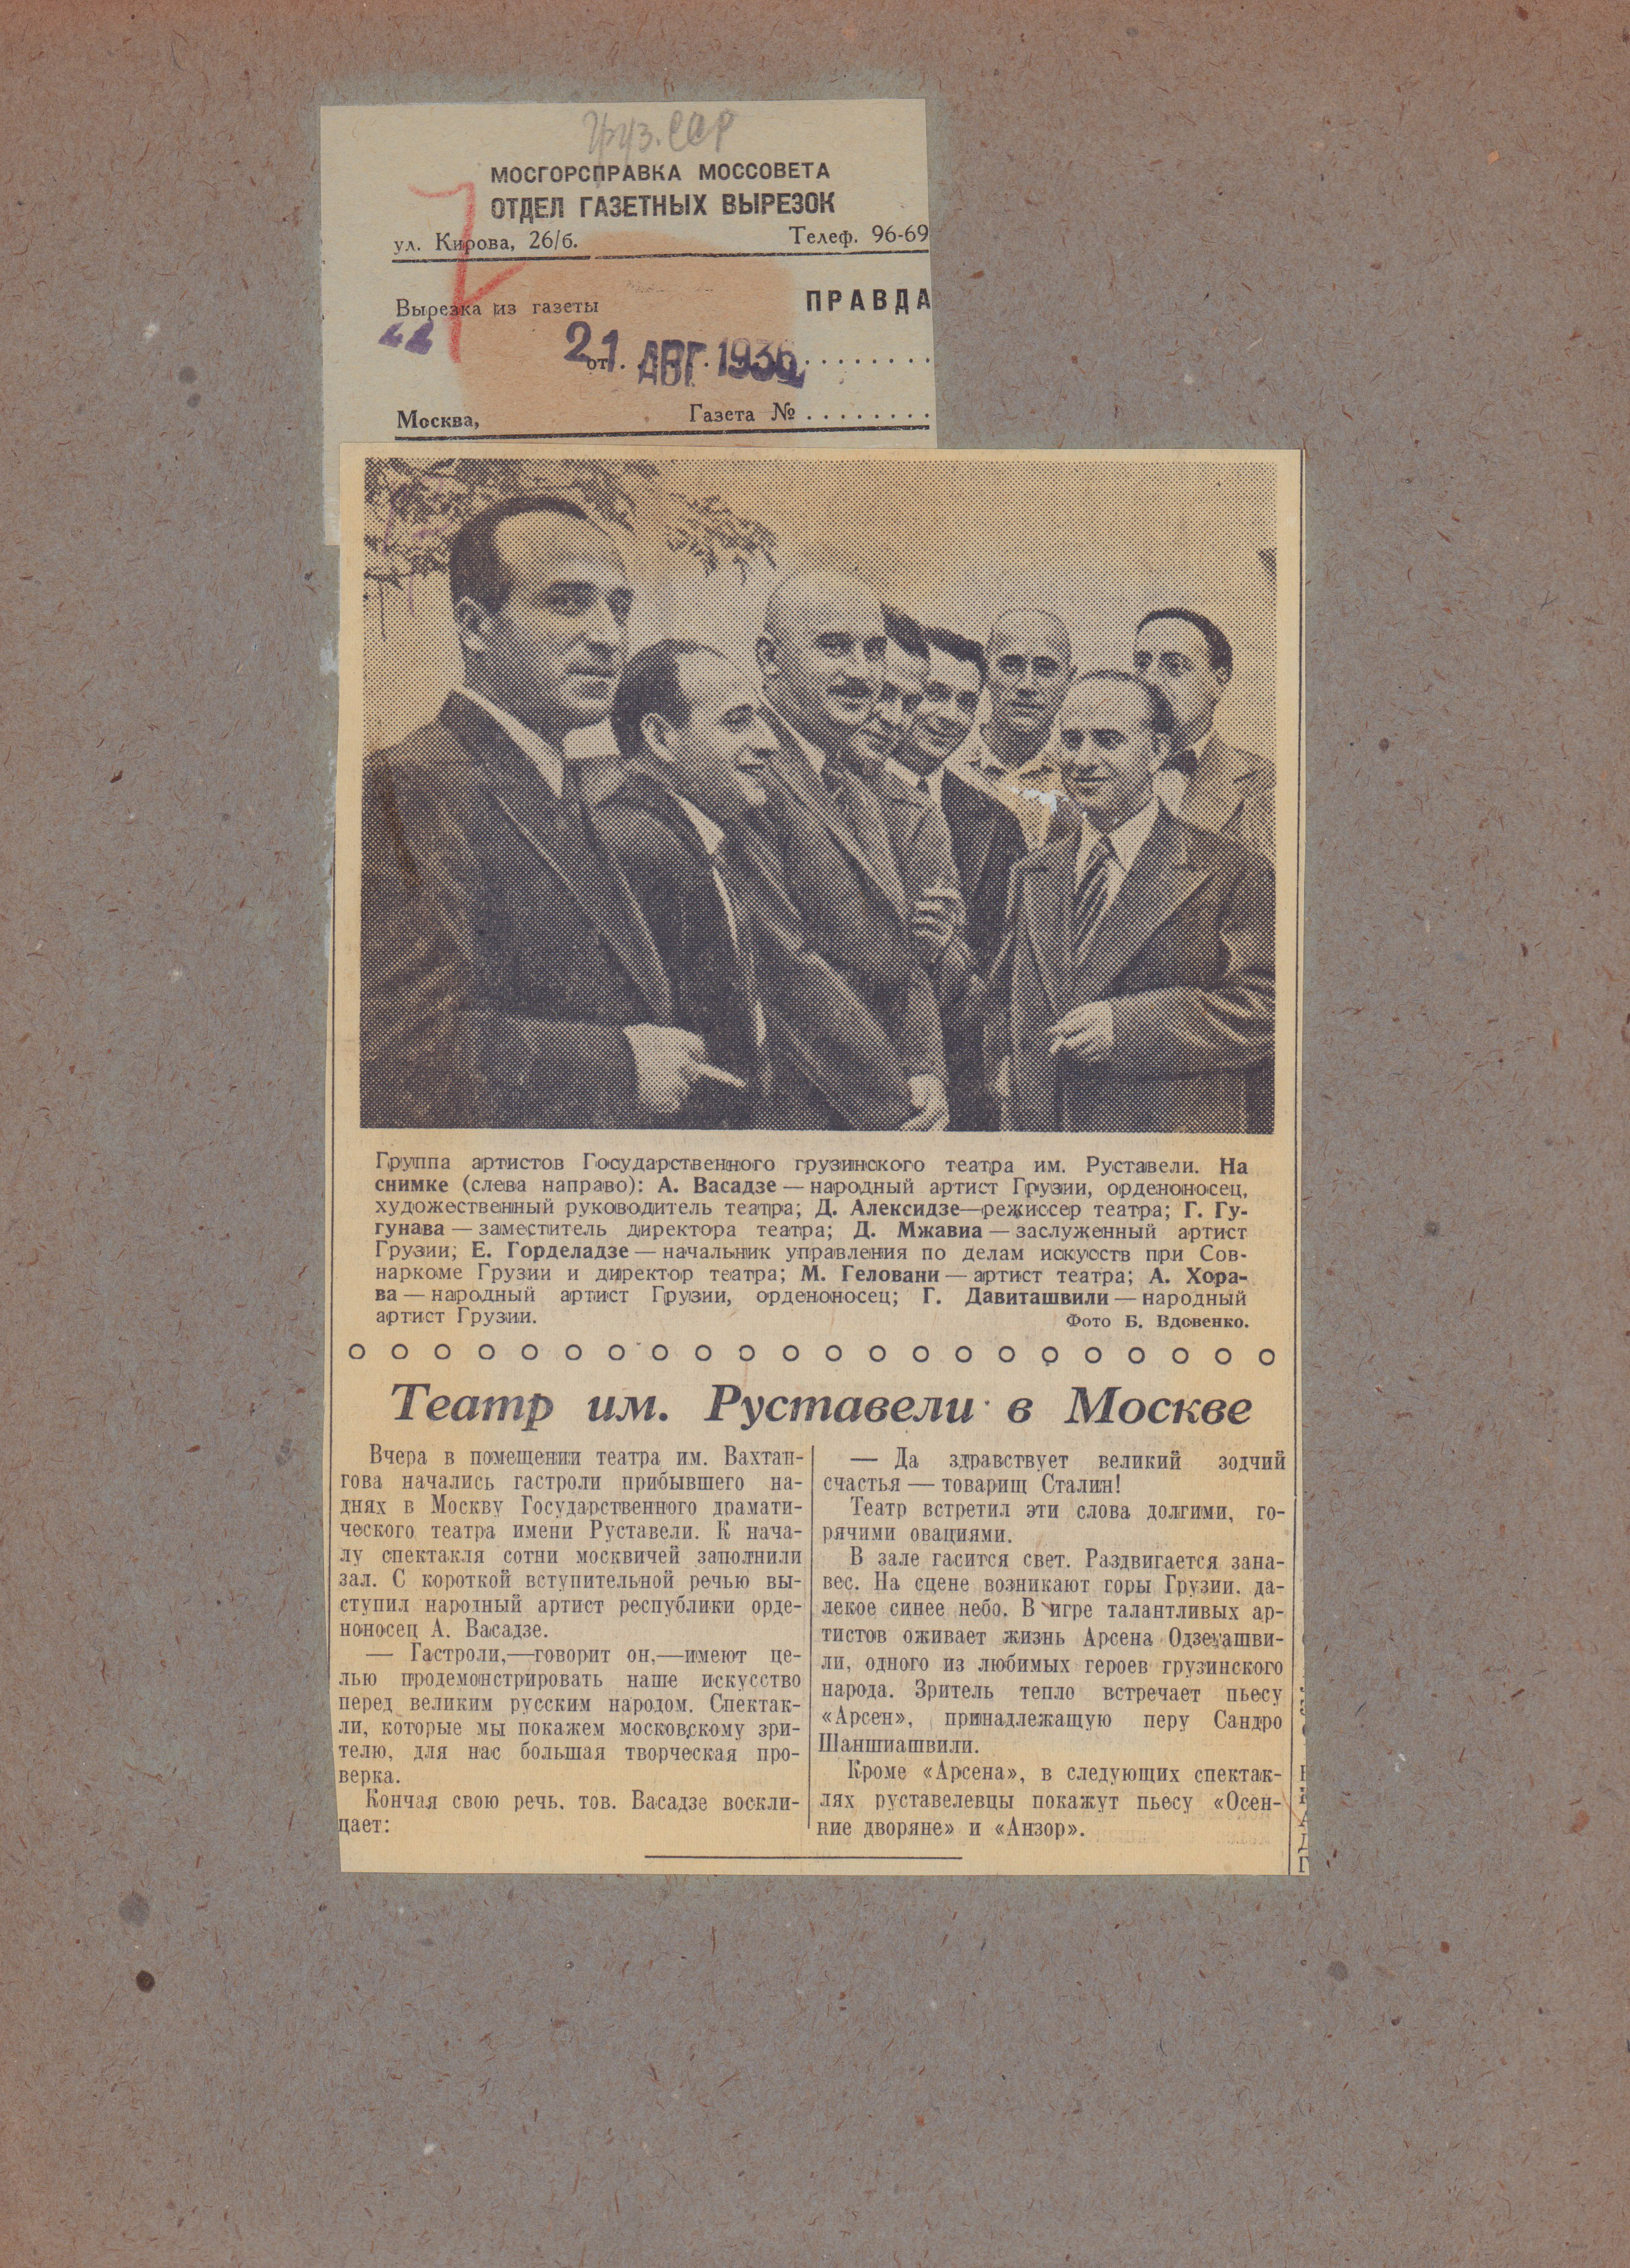 Груз. ССР
МОСГОРСПРАВКА МОССОВЕТА
ОТДЕЛ ГАЗЕТНЫХ ВЫРЕЗОК
ул. Кирова, 26/б. Телеф. 96-69
Вырезка из газеты ПРАВДА
от 21. АВГ. 1936
Москва, Газета №
Группа артистов Государственного грузинского театра им. Руставели. На
снимке (слева направо): А. Васадзе — народный артист Грузии, орденоносец,
художественный руководитель театра; Д. Алексидзе—режиссер театра; Г. Гу-
гунава — заместитель директора театра; Д. Мжавиа — заслуженный артист
Грузии; Е. Горделадзе — начальник управления по делам искусств при Сов-
наркоме Грузии и директор театра; М. Геловани — артист театра; А. Хора-
ва — народный артист Грузии, орденоносец; Г. Давиташвили — народный
артист Грузии. Фото Б. Вдовенко.
Театр им. Руставели в Москве
Вчера в помещении театра им. Вахтан-
гова начались гастроли прибывшего на-
днях в Москву Государственного драмати-
ческого театра имени Руставели. К нача-
лу спектакля сотни москвичей заполнили
зал. С короткой вступительной речью вы-
ступил народный артист республики орде-
ноносец А. Васадзе.
— Гастроли,—говорит он,—имеют це-
лью продемонстрировать наше искусство
перед великим русским народом. Спектак-
ли, которые мы покажем московскому зри-
телю, для нас большая творческая про-
верка.
Кончая свою речь, тов. Васадзе воскли-
цает:
— Да здравствует великий зодчий
счастья — товарищ Сталин!
Театр встретил эти слова долгими, го-
рячими овациями.
В зале гасится свет. Раздвигается зана-
вес. На сцене возникают горы Грузии, да-
лекое синее небо. В игре талантливых ар-
тистов оживает жизнь Арсена Одзелашви-
ли, одного из любимых героев грузинского
народа. Зритель тепло встречает пьесу
«Арсен», принадлежащую перу Сандро
Шаншиашвили.
Кроме «Арсена», в следующих спектак-
лях руставелевцы покажут пьесу «Осен-
ние дворяне» и «Анзор».